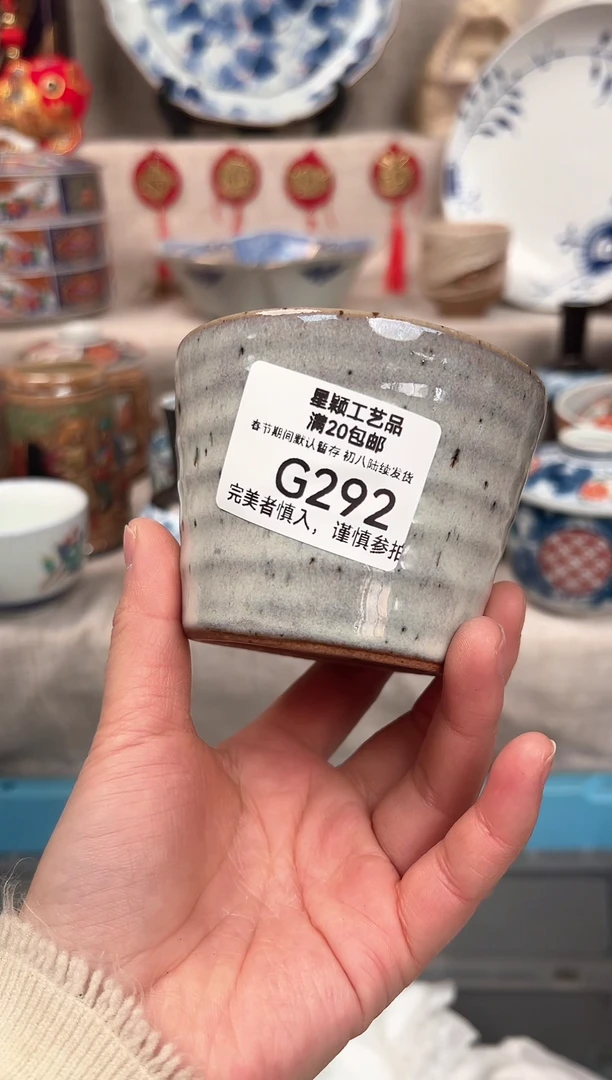 星颖工艺品
满20包邮
春节期间默认暂存 初八陆续发货
G292
完美者慎入，谨慎参拍